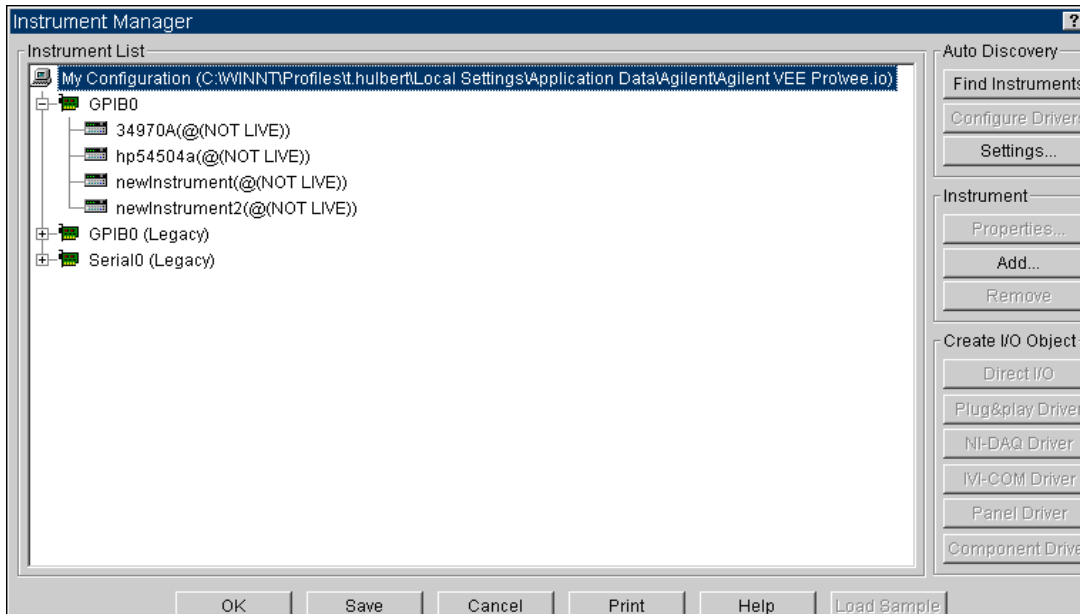 Instrument Manager
?
Instrument List
My Configuration (C:\WINNT\Profiles\t.hulbert\Local Settings\Application Data\Agilent\Agilent VEE Pro\vee.io)
GPIB0
34970A(@(NOT LIVE))
hp54504a(@(NOT LIVE))
newInstrument(@(NOT LIVE))
newInstrument2(@(NOT LIVE))
GPIB0 (Legacy)
Serial0 (Legacy)
Auto Discovery
Find Instruments
Configure Drivers
Settings...
Instrument
Properties...
Add...
Remove
Create I/O Object
Direct I/O
Plug&play Driver
NI-DAQ Driver
IVI-COM Driver
Panel Driver
Component Drive
OK
Save
Cancel
Print
Help
Load Sample